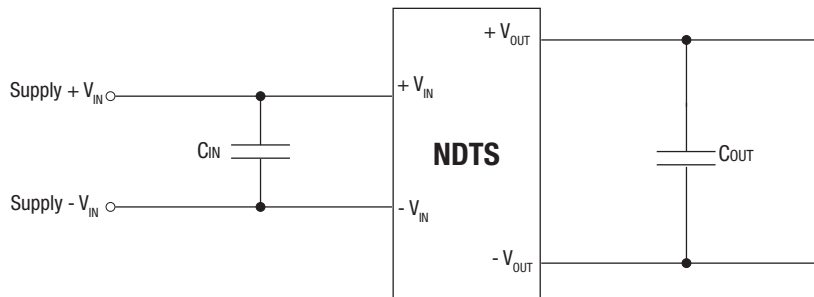 + VOUT
Supply + VIN
+ VIN
CIN
NDTS
COUT
Supply - VIN
- VIN
- VOUT